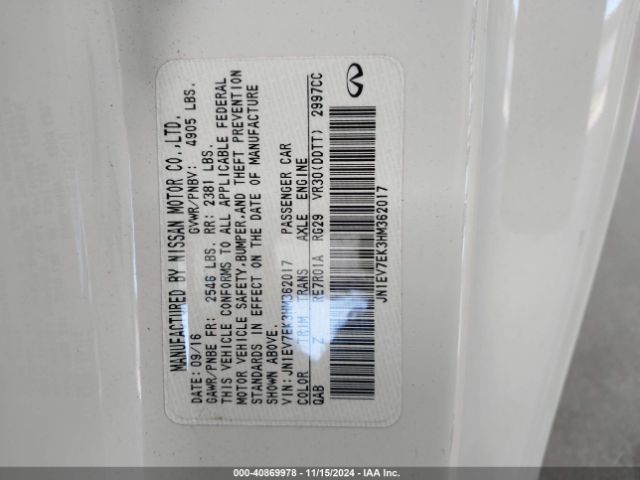 MANUFACTURED BY NISSAN MOTOR CO.,LTD.
DATE: 09/16 GVWR/PNBV: 4905 LBS.
GAWR/PNBE FR: 2546 LBS. RR: 2381 LBS.
THIS VEHICLE CONFORMS TO ALL APPLICABLE FEDERAL
MOTOR VEHICLE SAFETY,BUMPER,AND THEFT PREVENTION
STANDARDS IN EFFECT ON THE DATE OF MANUFACTURE
SHOWN ABOVE.
VIN: JN1EV7EK3HM362017 PASSENGER CAR
COLOR TRIM TRANS AXLE ENGINE
QAB Z RE7R01A RG29 VR30(DDTT) 2997CC
JN1EV7EK3HM362017
000-40869978 - 11/15/2024 - IAA Inc.